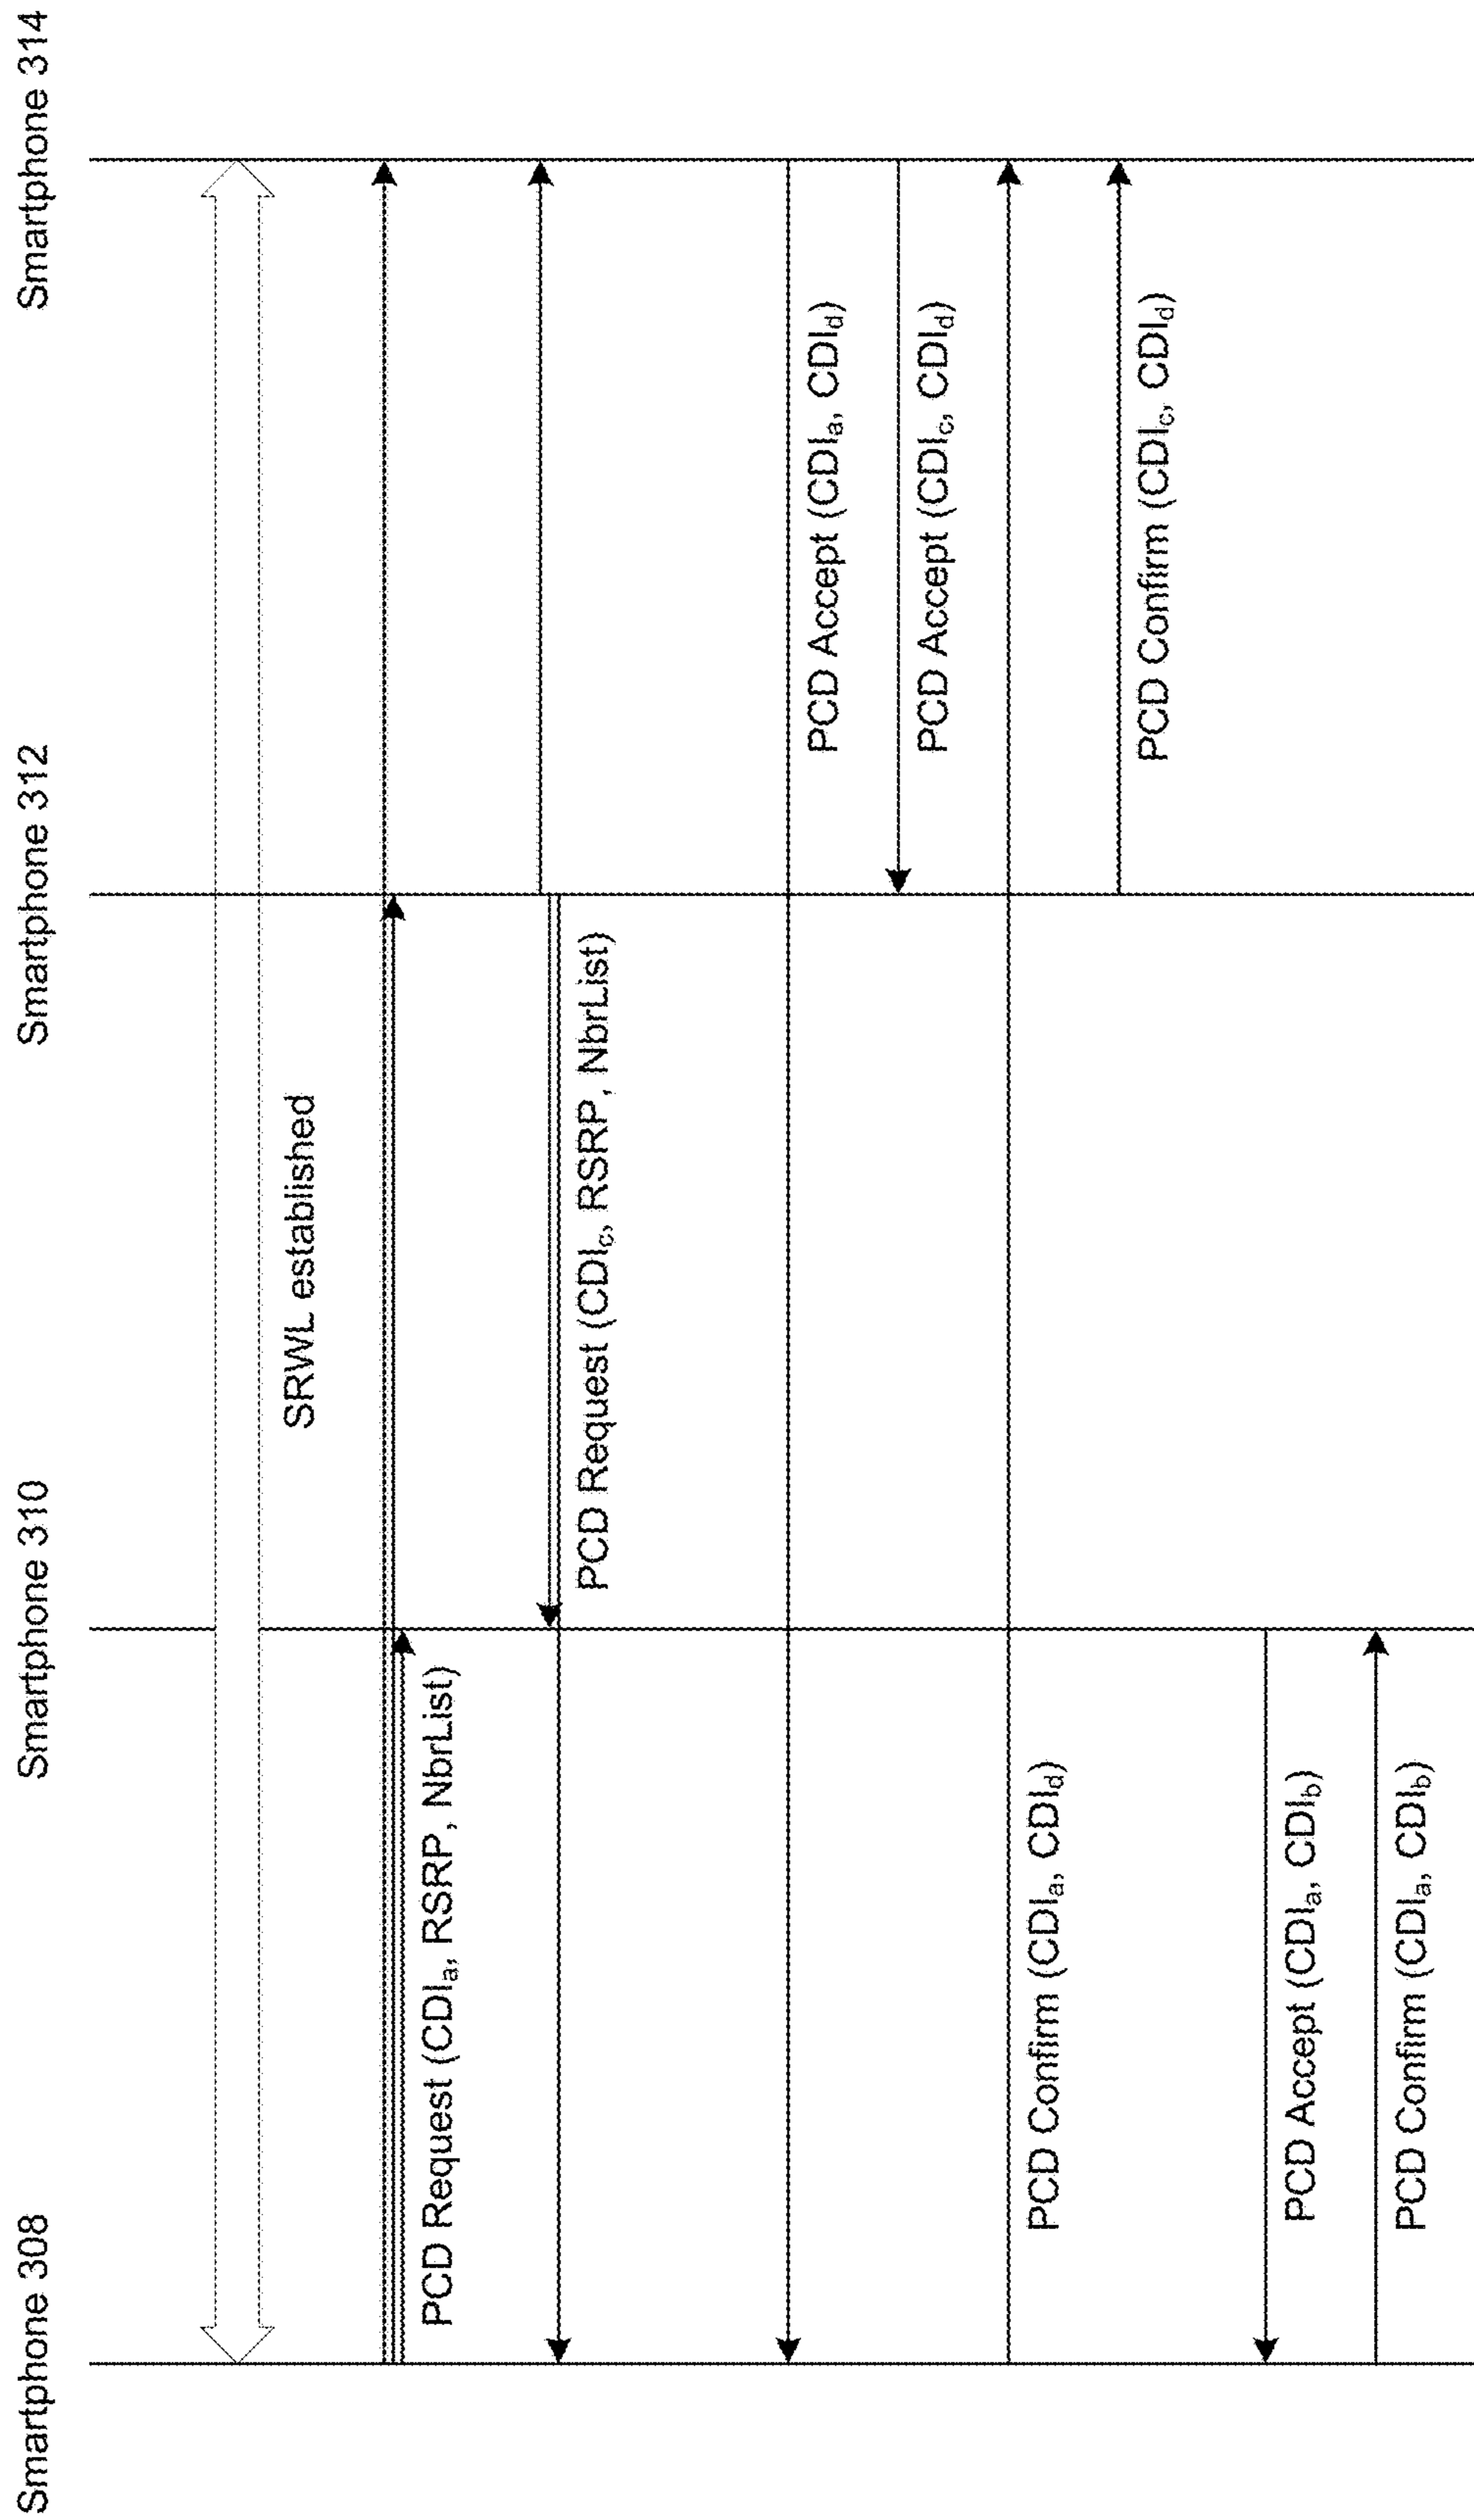 Smartphone 308
Smartphone 310
Smartphone 312
Smartphone 314
SRWL established
PCD Request (CDIa, RSRP, NbrList)
PCD Request (CDIc, RSRP, NbrList)
PCD Accept (CDIa, CDId)
PCD Accept (CDIc, CDId)
PCD Confirm (CDIa, CDId)
PCD Confirm (CDIc, CDId)
PCD Accept (CDIa, CDIb)
PCD Confirm (CDIa, CDIb)